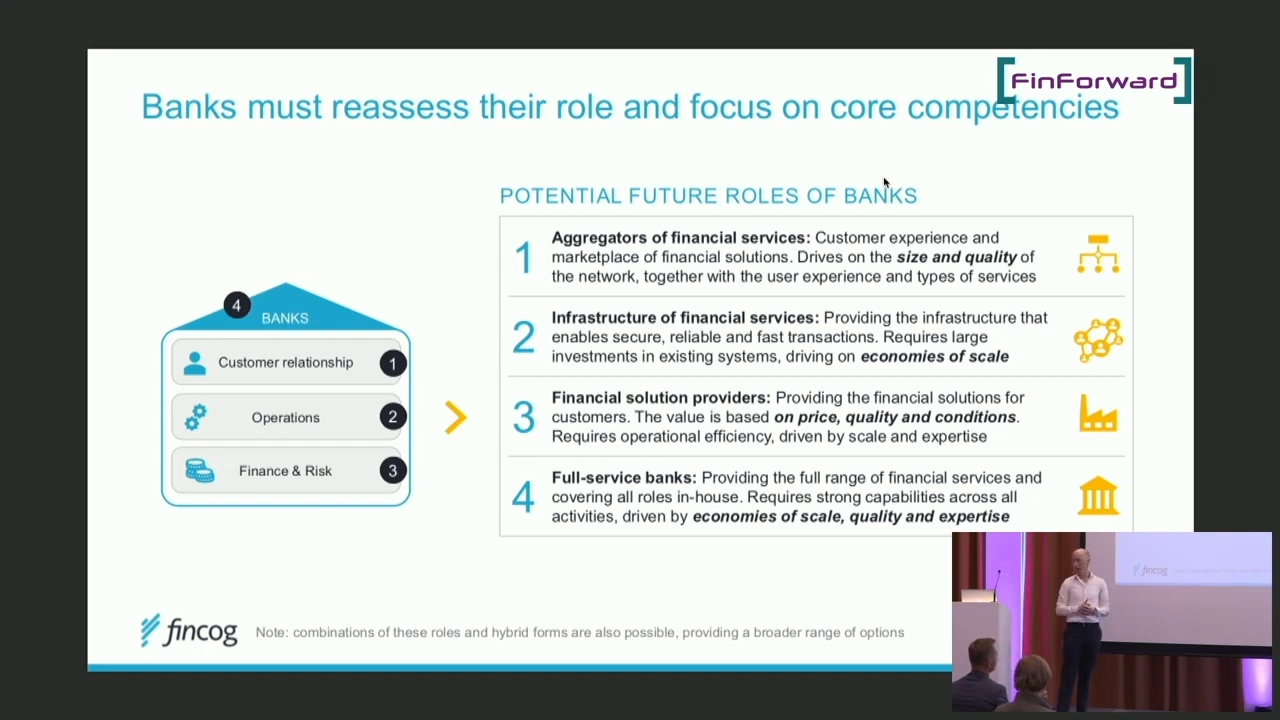 FinForward
Banks must reassess their role and focus on core competencies
POTENTIAL FUTURE ROLES OF BANKS
4
BANKS
Customer relationship
1
Operations
2
Finance & Risk
3
1
Aggregators of financial services: Customer experience and
marketplace of financial solutions. Drives on the size and quality of
the network, together with the user experience and types of services
2
Infrastructure of financial services: Providing the infrastructure that
enables secure, reliable and fast transactions. Requires large
investments in existing systems, driving on economies of scale
3
Financial solution providers: Providing the financial solutions for
customers. The value is based on price, quality and conditions.
Requires operational efficiency, driven by scale and expertise
4
Full-service banks: Providing the full range of financial services and
covering all roles in-house. Requires strong capabilities across all
activities, driven by economies of scale, quality and expertise
fincog
Note: combinations of these roles and hybrid forms are also possible, providing a broader range of options
fincog